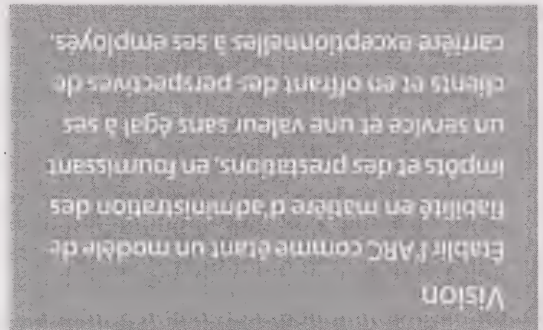 Vision
Établir l'ARC comme étant un modèle de
fiabilité en matière d'administration des
impôts et des prestations, en fournissant
un service et une valeur sans égal à ses
clients et en offrant des perspectives de
carrière exceptionnelles à ses employés.